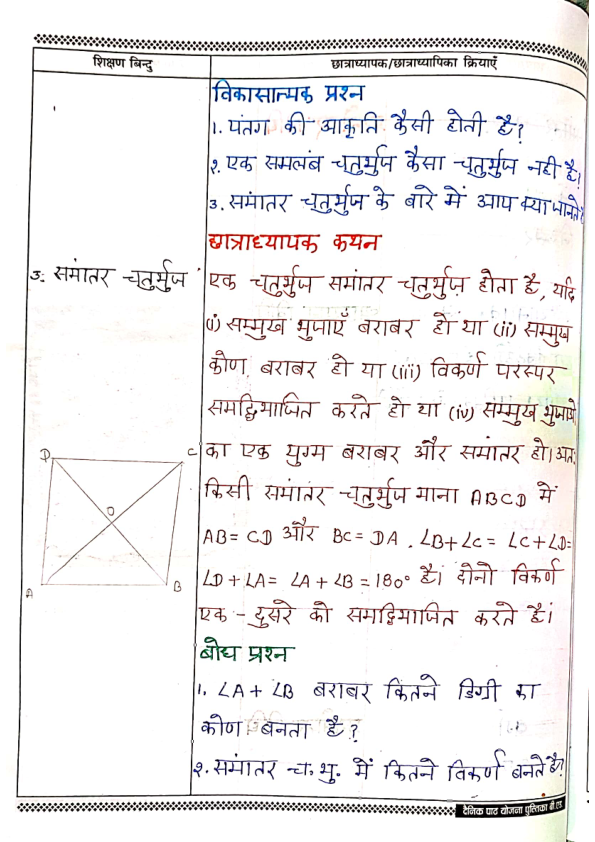 शिक्षण बिन्दु
छात्राध्यापक/छात्राध्यापिका क्रियाएँ
विकासात्मक प्रश्न
1. पंतग की आकृति कैसी होती है?
2. एक समलंब चतुर्भुज कैसा चतुर्भुज नही है।
3. समांतर चतुर्भुज के बारे में आप क्या जानते है
छात्राध्यापक कथन
3. समांतर चतुर्भुज
एक चतुर्भुज समांतर चतुर्भुज होता है, यदि
(i) सम्मुख भुजाएँ बराबर हो या (ii) सम्मुख
कोण बराबर हो या (iii) विकर्ण परस्पर
समद्विभाजित करते हो या (iv) सम्मुख भुजाओ
का एक युग्म बराबर और समांतर हो। अतः
किसी समांतर चतुर्भुज माना ABCD में
AB = CD और BC = DA . ∠B+∠C = ∠C+∠D=
∠D+∠A= ∠A+∠B=180° है। दोनो विकर्ण
एक - दुसरे को समद्विभाजित करते है।
D
C
O
A
B
बोध प्रश्न
1. ∠A+ ∠B बराबर कितने डिग्री का
कोण बनता है?
2. समांतर च. भु. में कितने विकर्ण बनते है?
दैनिक पाठ योजना पुस्तिका बी.एड